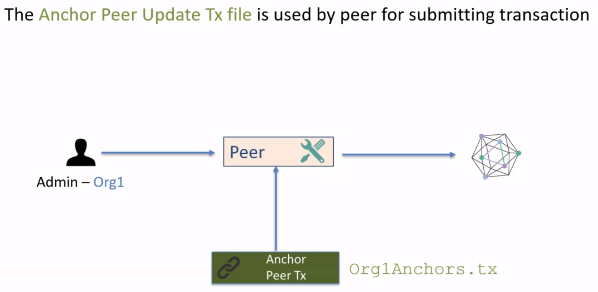 The Anchor Peer Update Tx file is used by peer for submitting transaction
Peer
Admin – Org1
Anchor
Peer Tx
Org1Anchors.tx